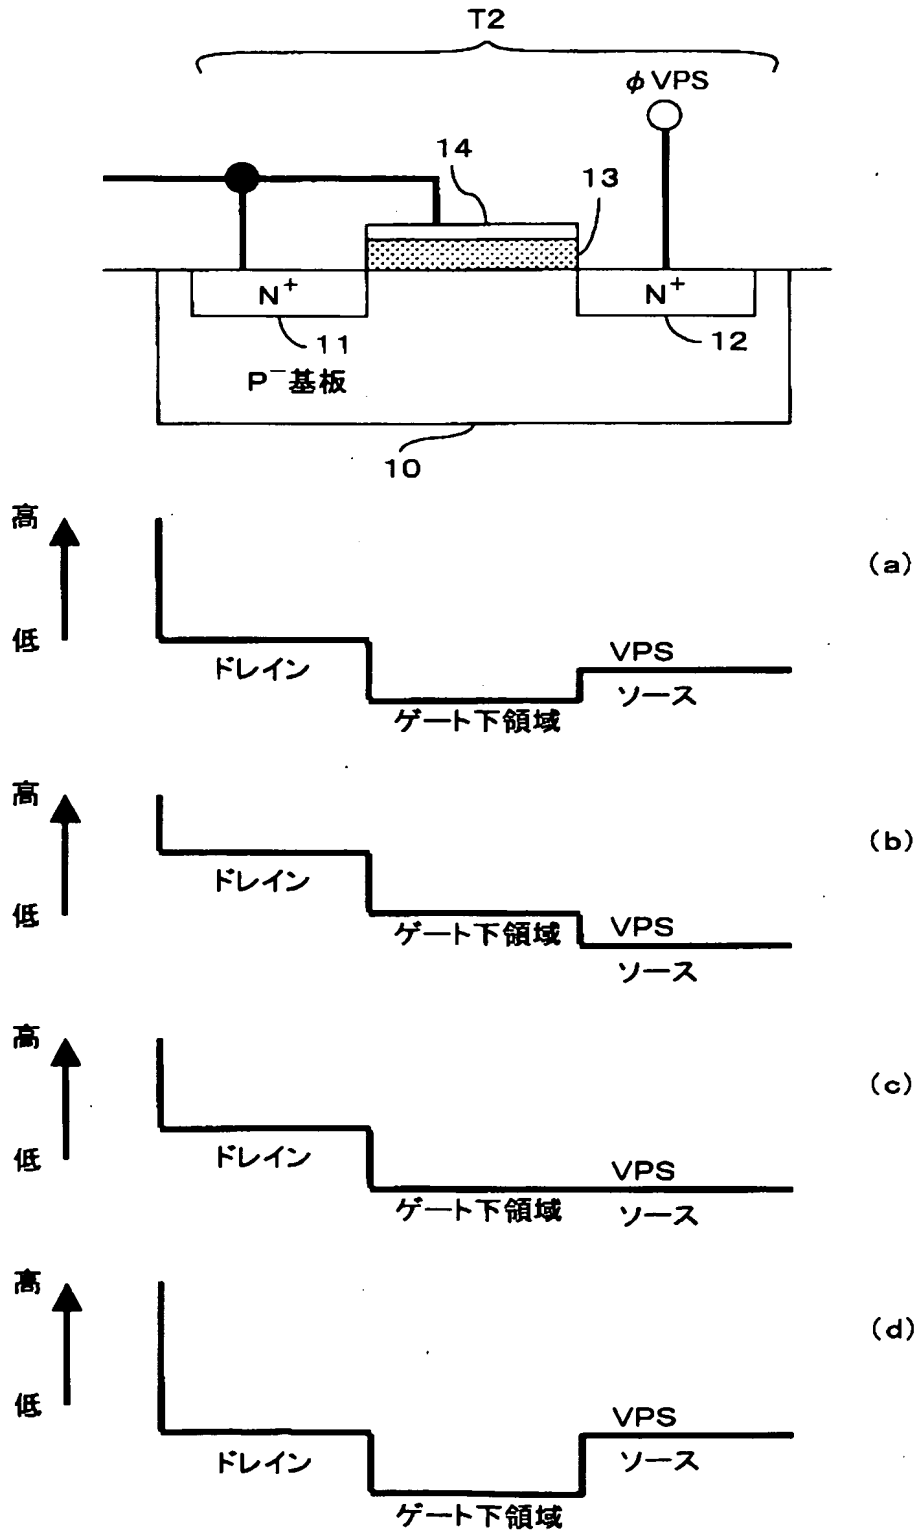 T2
φVPS
14
13
N⁺
N⁺
11
12
P⁻基板
10
高
(a)
低
VPS
ドレイン
ソース
ゲート下領域
高
(b)
ドレイン
低
ゲート下領域
VPS
ソース
高
(c)
低
ドレイン
VPS
ゲート下領域
ソース
高
(d)
低
VPS
ドレイン
ソース
ゲート下領域